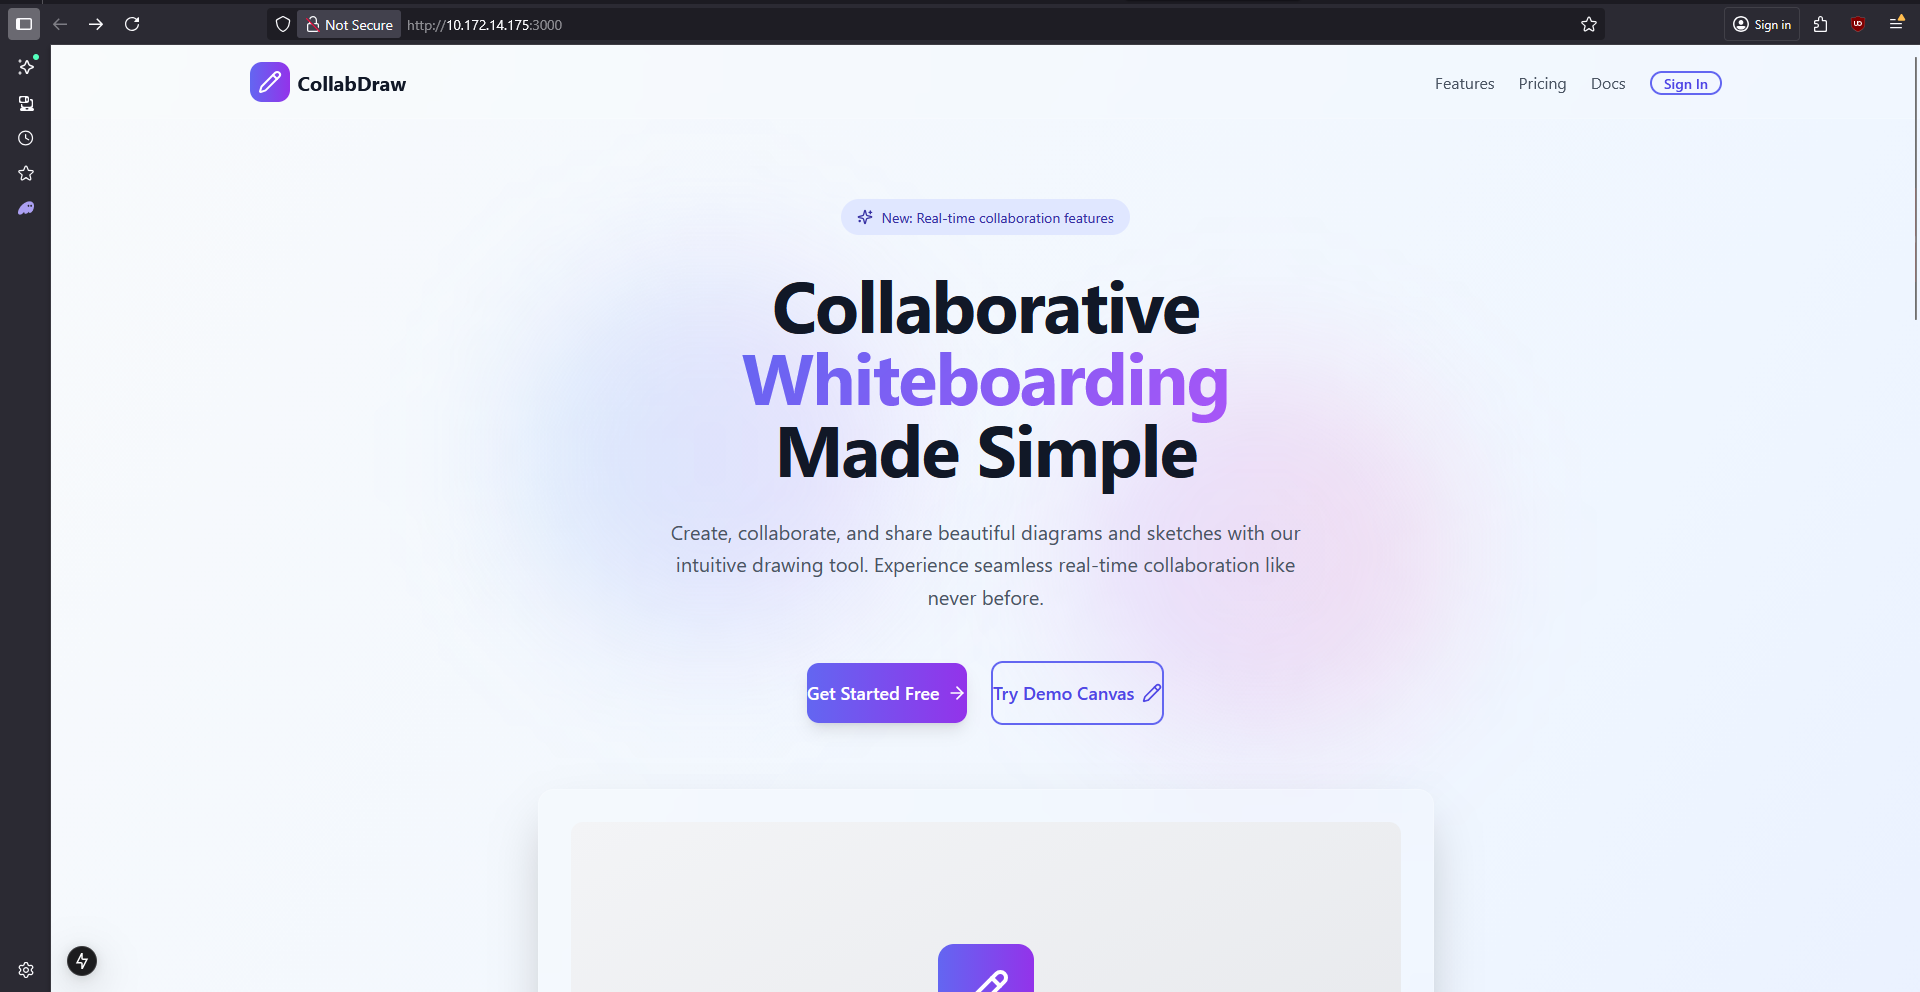 Not Secure
http://10.172.14.175:3000
Sign in
CollabDraw
Features
Pricing
Docs
Sign In
New: Real-time collaboration features
Collaborative
Whiteboarding
Made Simple
Create, collaborate, and share beautiful diagrams and sketches with our
intuitive drawing tool. Experience seamless real-time collaboration like
never before.
Get Started Free
Try Demo Canvas